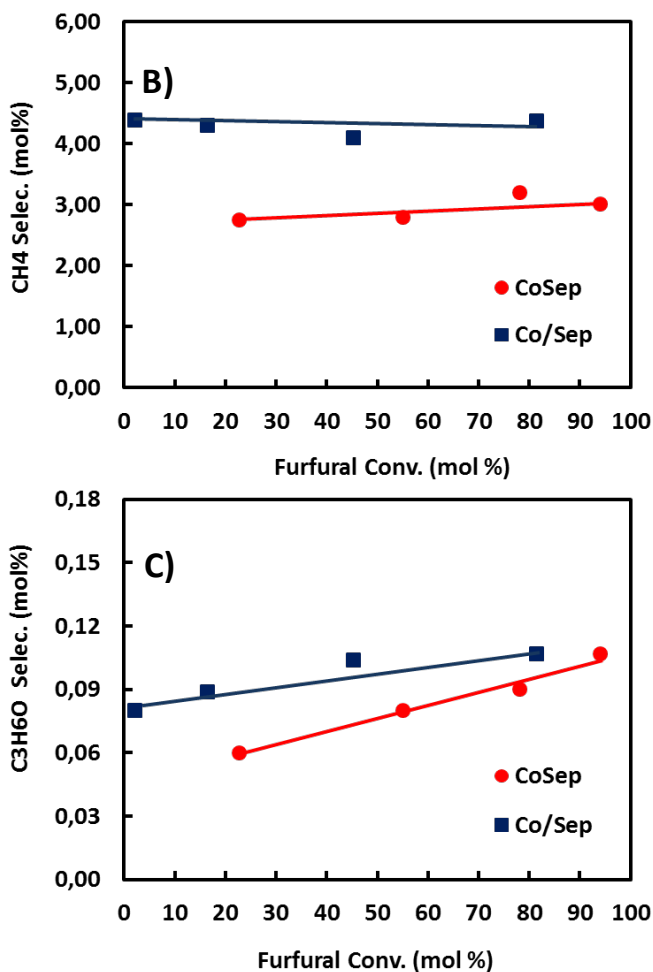 6,00
5,00
4,00
3,00
2,00
1,00
0,00
CH4 Selec. (mol%)
B)
CoSep
Co/Sep
0 10 20 30 40 50 60 70 80 90 100
Furfural Conv. (mol %)
0,18
0,15
0,12
0,09
0,06
0,03
0,00
C3H6O Selec. (mol%)
C)
CoSep
Co/Sep
0 10 20 30 40 50 60 70 80 90 100
Furfural Conv. (mol %)